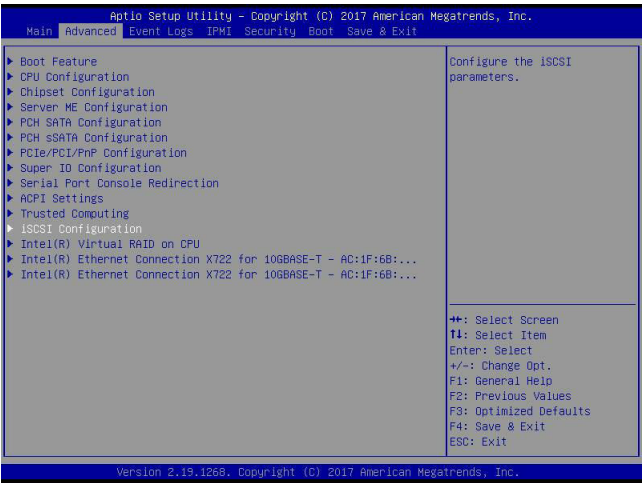 Aptio Setup Utility – Copyright (C) 2017 American Megatrends, Inc.
Main Advanced Event Logs IPMI Security Boot Save & Exit
Boot Feature
CPU Configuration
Chipset Configuration
Server ME Configuration
PCH SATA Configuration
PCH sSATA Configuration
PCIe/PCI/PnP Configuration
Super IO Configuration
Serial Port Console Redirection
ACPI Settings
Trusted Computing
iSCSI Configuration
Intel(R) Virtual RAID on CPU
Intel(R) Ethernet Connection X722 for 10GBASE-T – AC:1F:6B:...
Intel(R) Ethernet Connection X722 for 10GBASE-T – AC:1F:6B:...
Configure the iSCSI
parameters.
→←: Select Screen
↑↓: Select Item
Enter: Select
+/-: Change Opt.
F1: General Help
F2: Previous Values
F3: Optimized Defaults
F4: Save & Exit
ESC: Exit
Version 2.19.1268. Copyright (C) 2017 American Megatrends, Inc.